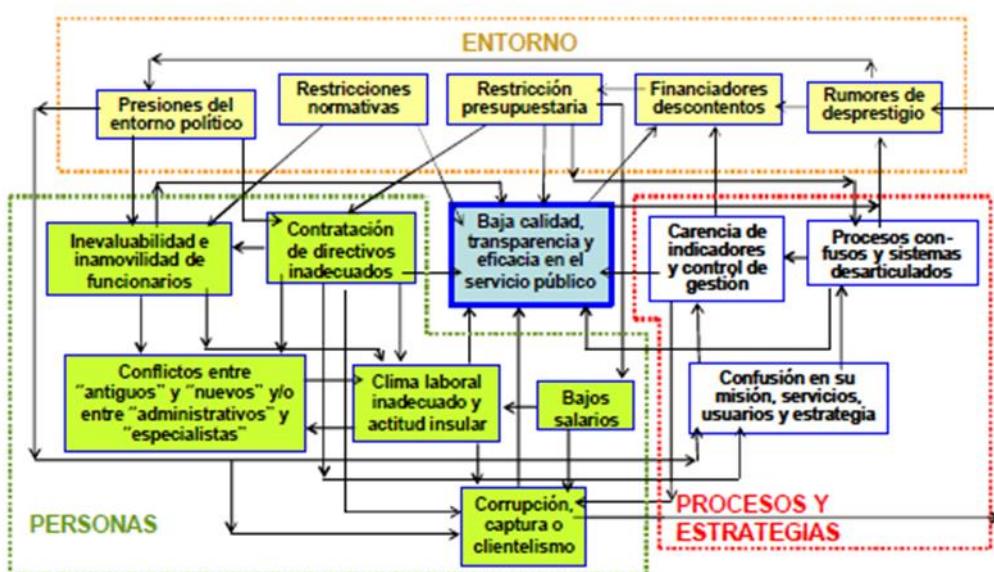 ENTORNO
Presiones del
entorno político
Restricciones
normativas
Restricción
presupuestaria
Financiadores
descontentos
Rumores de
desprestigio
Inevaluabilidad e
inamovilidad de
funcionarios
Contratación
de directivos
inadecuados
Baja calidad,
transparencia y
eficacia en el
servicio público
Carencia de
indicadores
y control de
gestión
Procesos con-
fusos y sistemas
desarticulados
Conflictos entre
"antiguos" y "nuevos" y/o
entre "administrativos" y
"especialistas"
Clima laboral
inadecuado y
actitud insular
Bajos
salarios
Confusión en su
misión, servicios,
usuarios y estrategia
Corrupción,
captura o
clientelismo
PERSONAS
PROCESOS Y
ESTRATEGIAS